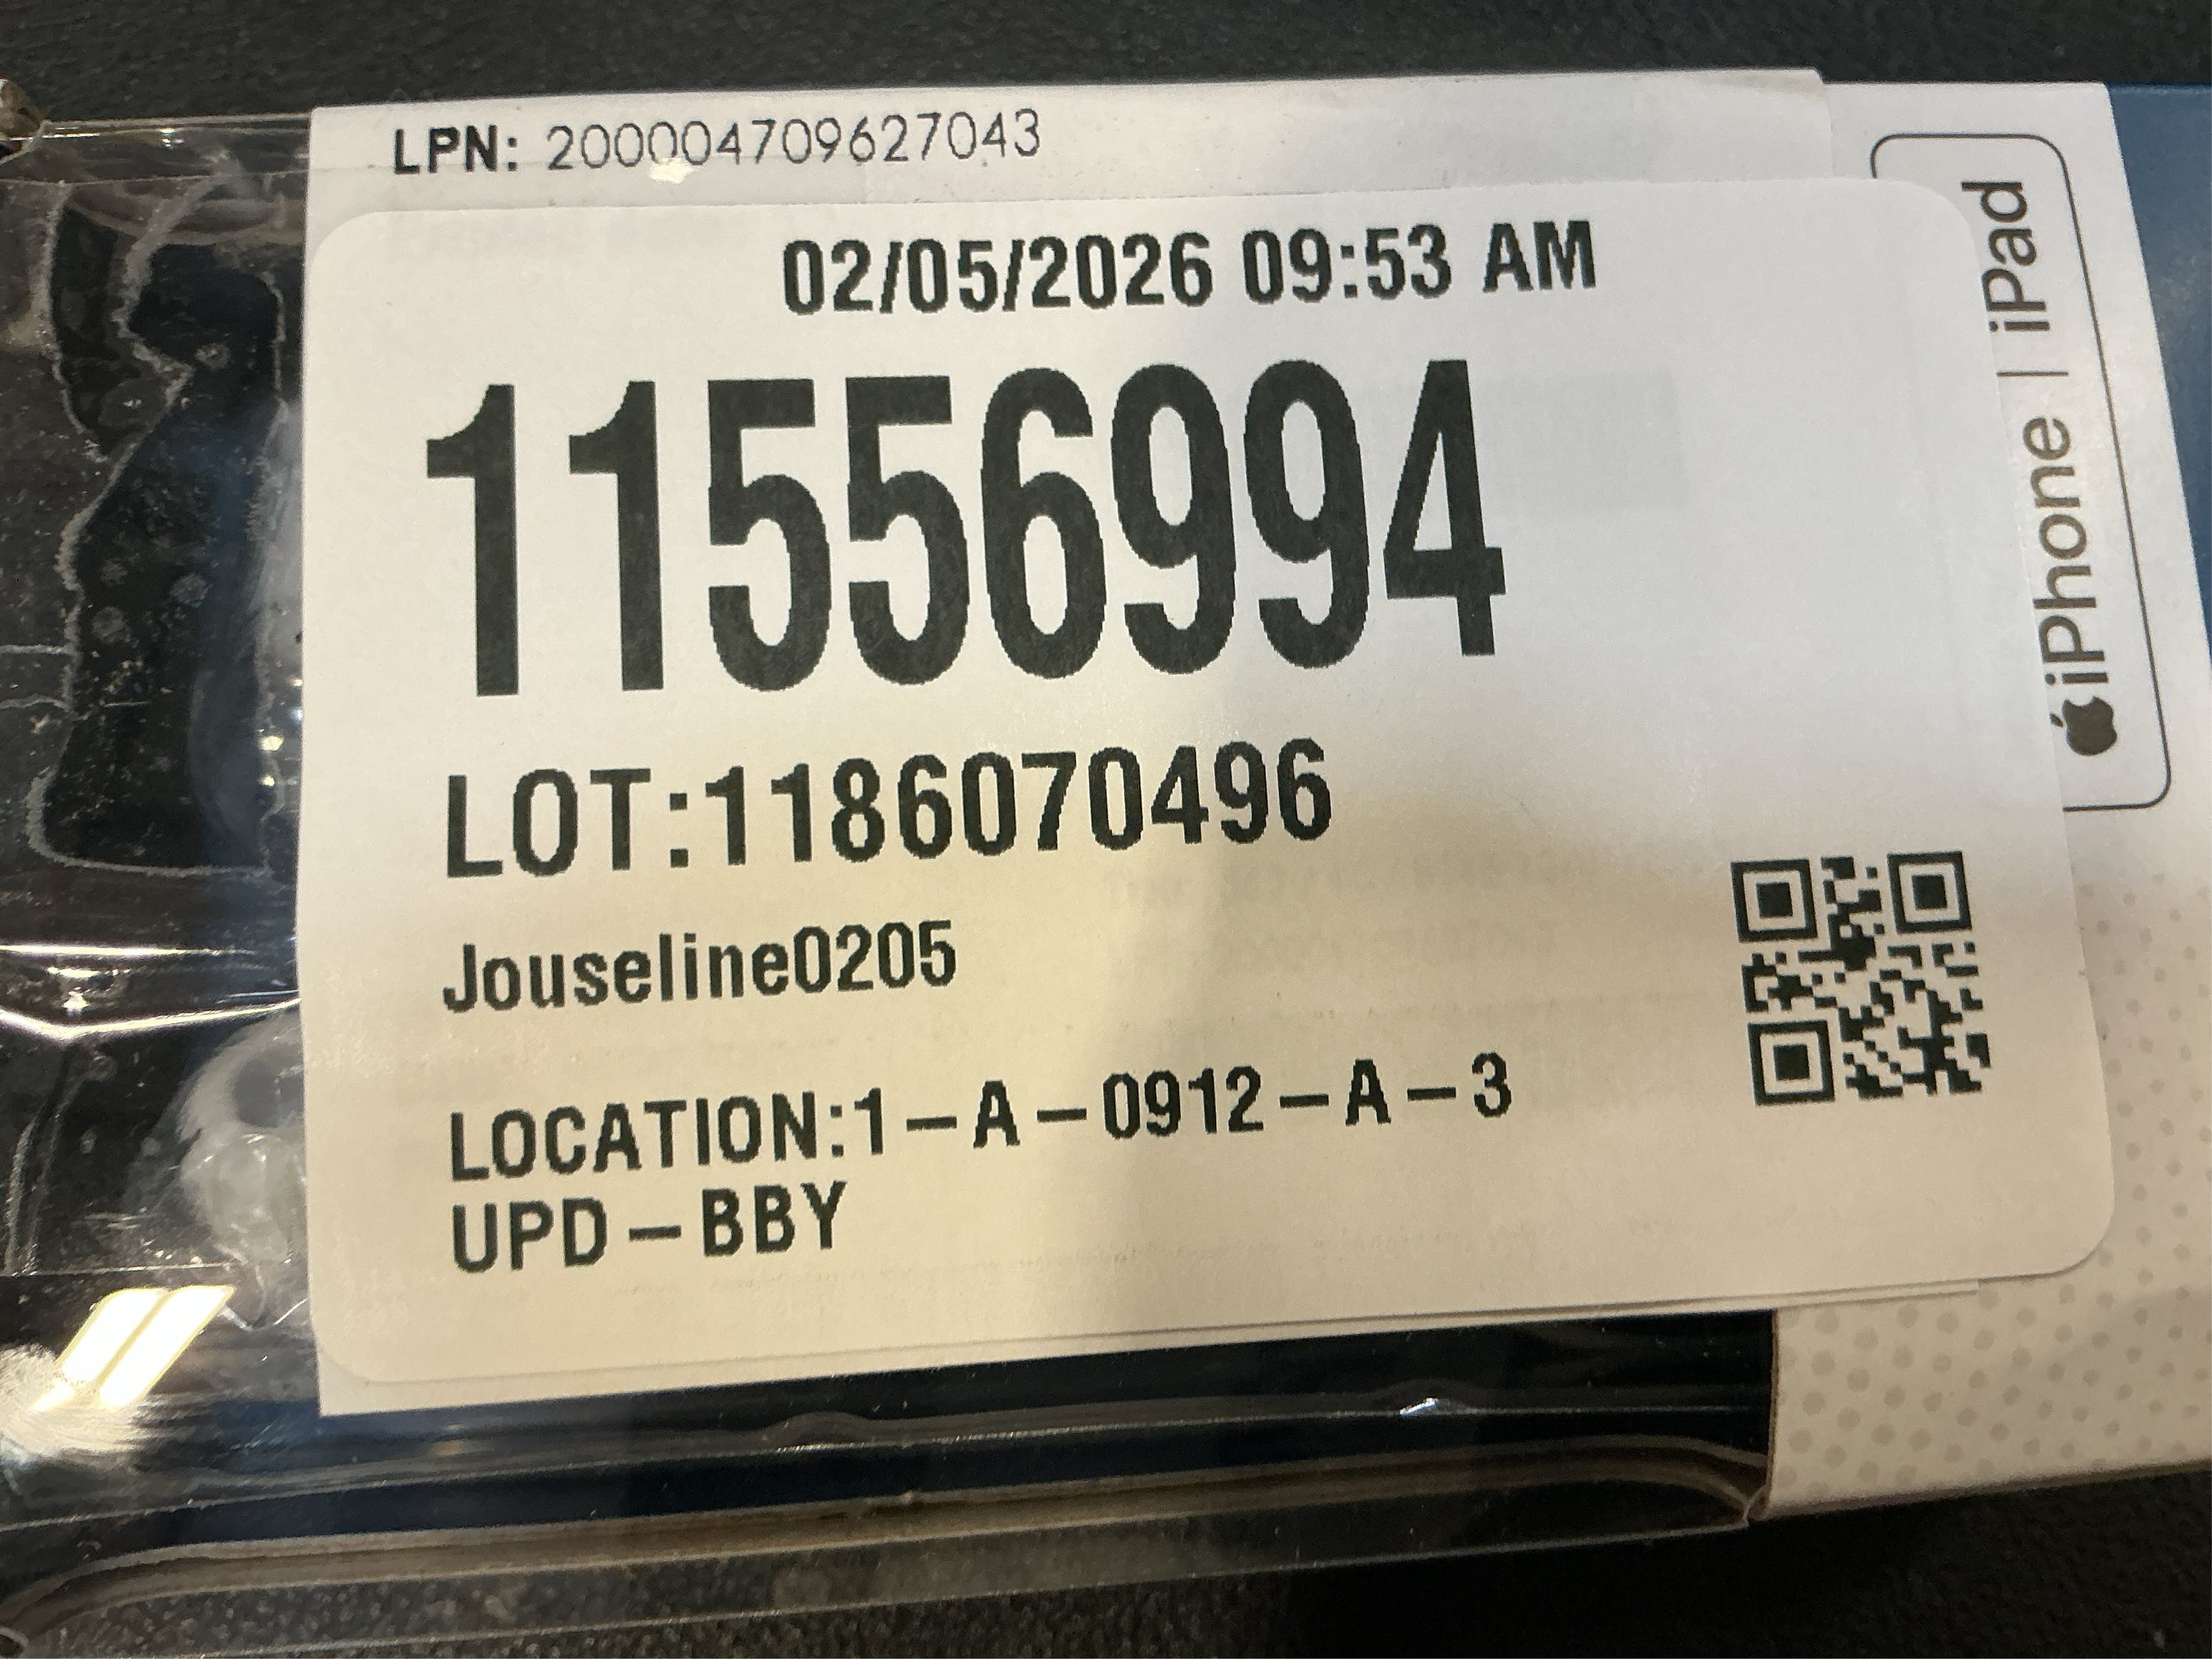 LPN: 200004709627043
02/05/2026 09:53 AM
11556994
LOT:1186070496
Jouseline0205
LOCATION:1-A-0912-A-3
UPD-BBY
iPhone | iPad